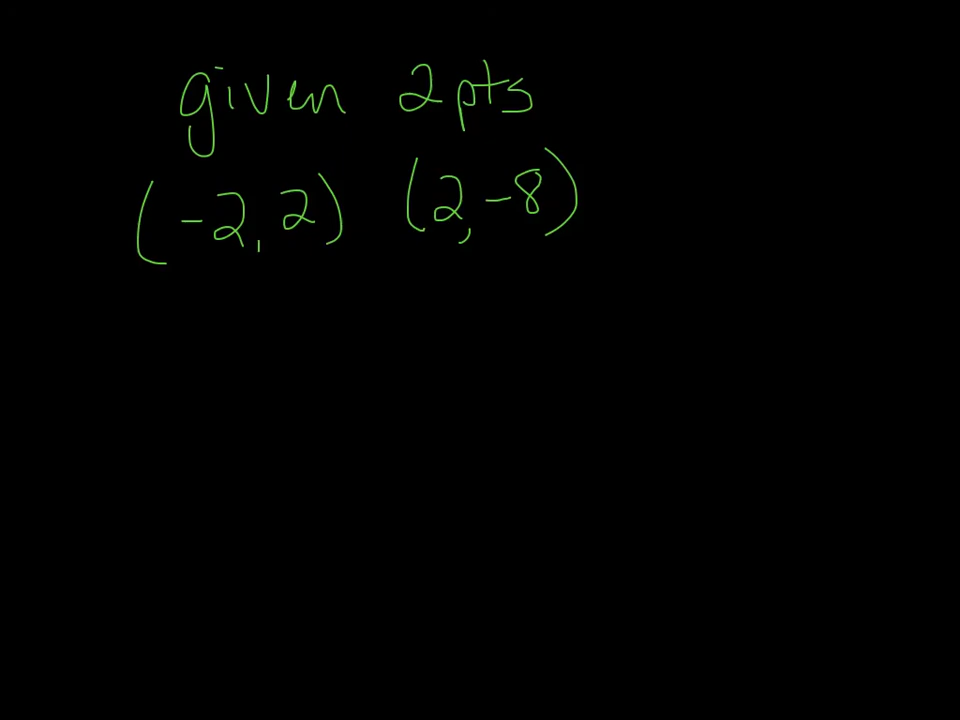 given 2pts
(-2, 2) (2, -8)